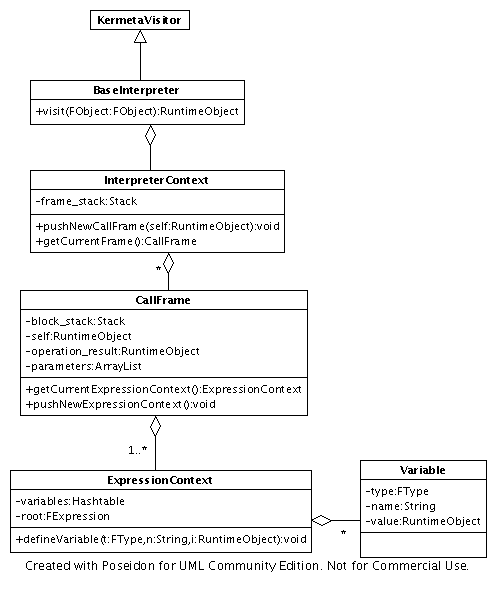 KermetaVisitor
BaseInterpreter
+visit(FObject:FObject):RuntimeObject
InterpreterContext
-frame_stack:Stack
+pushNewCallFrame(self:RuntimeObject):void
+getCurrentFrame():CallFrame
*
CallFrame
-block_stack:Stack
-self:RuntimeObject
-operation_result:RuntimeObject
-parameters:ArrayList
+getCurrentExpressionContext():ExpressionContext
+pushNewExpressionContext():void
1..*
ExpressionContext
-variables:Hashtable
-root:FExpression
+defineVariable(t:FType,n:String,i:RuntimeObject):void
*
Variable
-type:FType
-name:String
-value:RuntimeObject
Created with Poseidon for UML Community Edition. Not for Commercial Use.